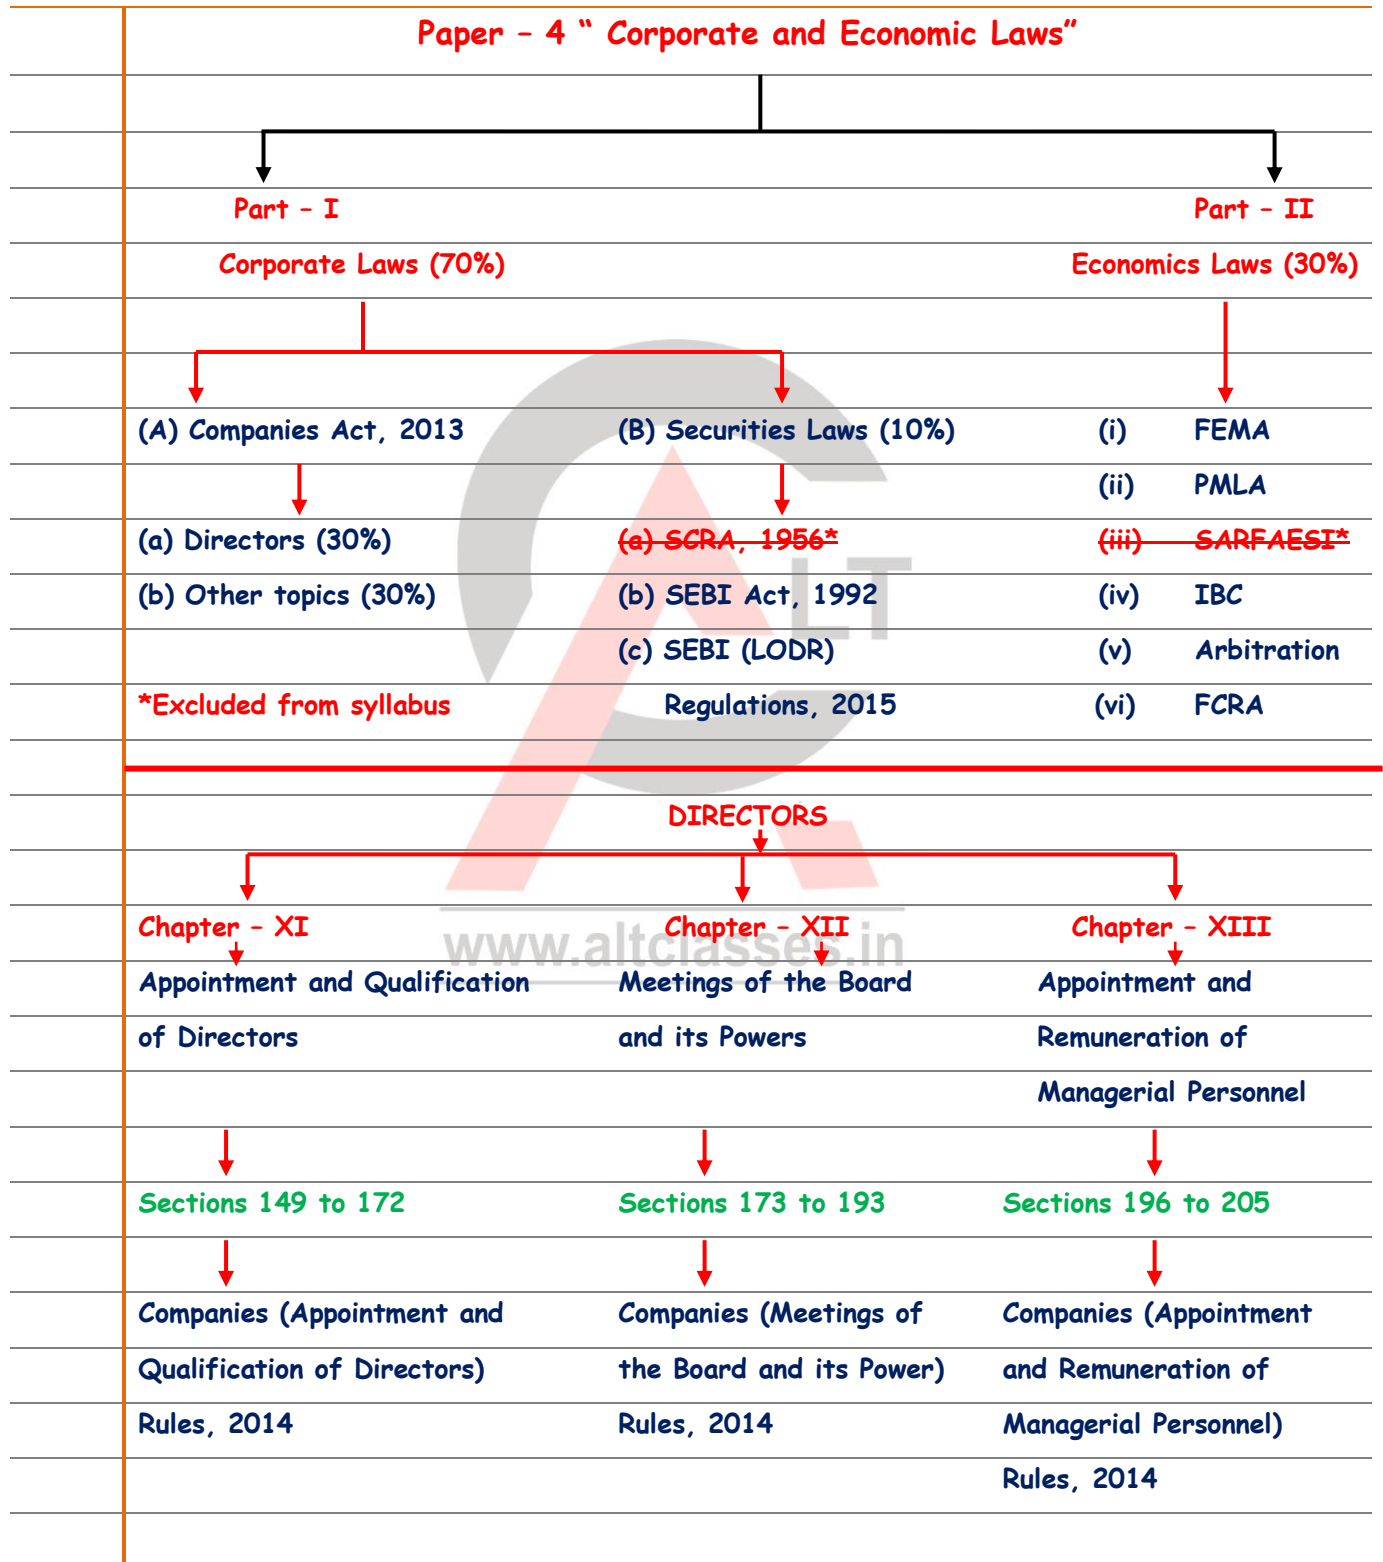 Paper – 4 “ Corporate and Economic Laws”
Part – I
Part – II
Corporate Laws (70%)
Economics Laws (30%)
(A) Companies Act, 2013
(B) Securities Laws (10%)
(i) FEMA
(ii) PMLA
(a) Directors (30%)
(a) SCRA, 1956*
(iii) SARFAESI*
(b) Other topics (30%)
(b) SEBI Act, 1992
(iv) IBC
(c) SEBI (LODR)
(v) Arbitration
*Excluded from syllabus
Regulations, 2015
(vi) FCRA
LT
DIRECTORS
Chapter – XI
Chapter – XII
Chapter – XIII
www.altclasses.in
Appointment and Qualification
Meetings of the Board
Appointment and
of Directors
and its Powers
Remuneration of
Managerial Personnel
Sections 149 to 172
Sections 173 to 193
Sections 196 to 205
Companies (Appointment and
Companies (Meetings of
Companies (Appointment
Qualification of Directors)
the Board and its Power)
and Remuneration of
Rules, 2014
Rules, 2014
Managerial Personnel)
Rules, 2014